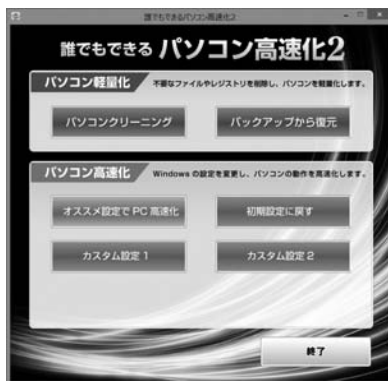 誰でもできるパソコン高速化2
誰でもできる パソコン高速化2
パソコン軽量化 不要なファイルやレジストリを削除し、パソコンを軽量化します。
パソコンクリーニング バックアップから復元
パソコン高速化 Windows の設定を変更し、パソコンの動作を高速化します。
オススメ設定で PC 高速化 初期設定に戻す
カスタム設定 1 カスタム設定 2
終了